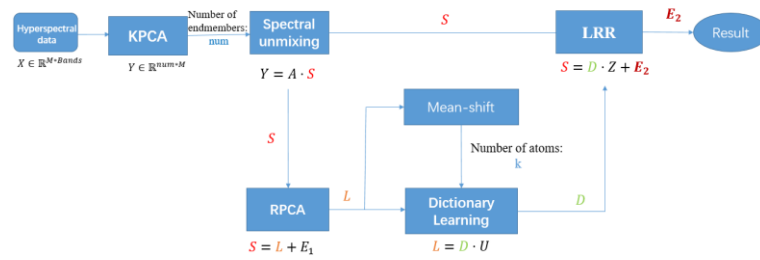 Hyperspectral
data
X ∈ ℝ^{M*Bands}
KPCA
Y ∈ ℝ^{num*M}
Number of
endmembers:
num
Spectral
unmixing
Y = A · S
S
LRR
S = D · Z + E₂
E₂
Result
S
Mean-shift
Number of atoms:
k
RPCA
S = L + E₁
L
Dictionary
Learning
L = D · U
D